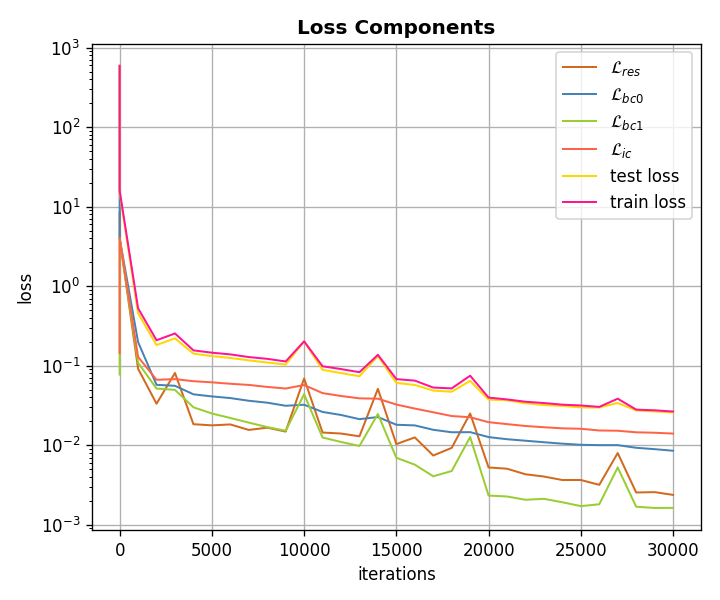 Loss Components
10³
10²
10¹
10⁰
10⁻¹
10⁻²
10⁻³
loss
ℒres
ℒbc0
ℒbc1
ℒic
test loss
train loss
0 5000 10000 15000 20000 25000 30000
iterations